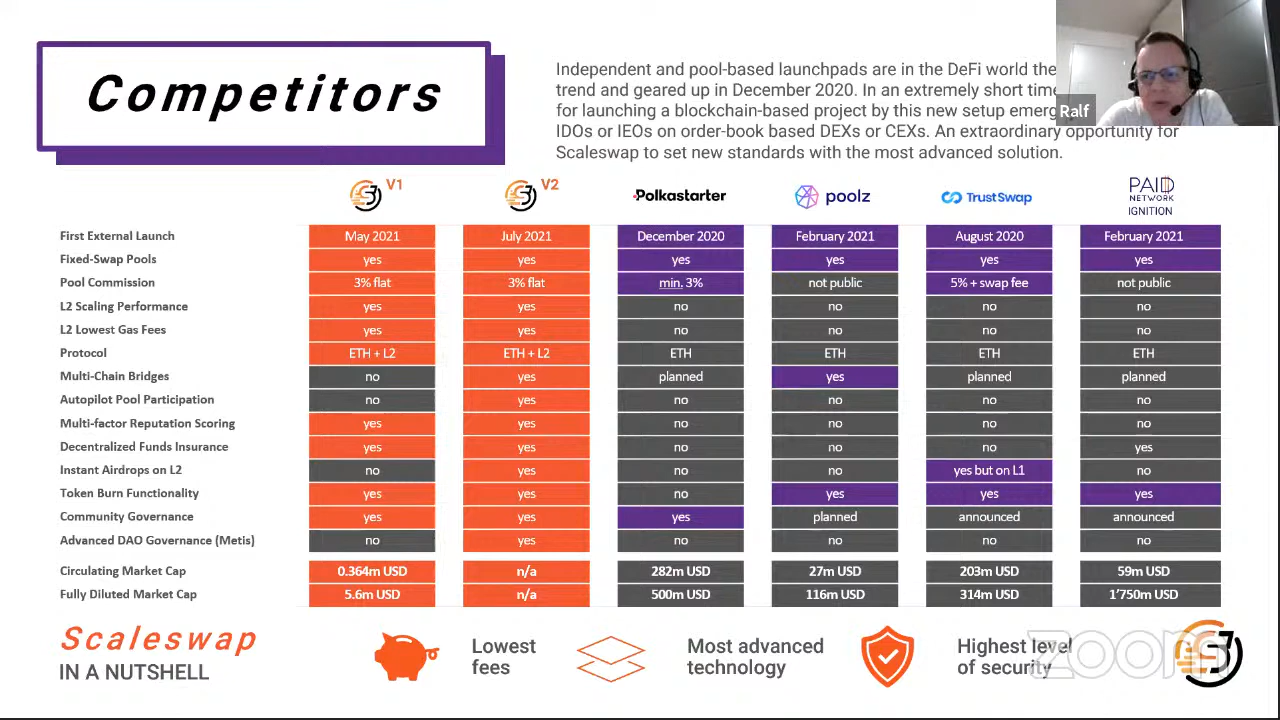 Competitors
Independent and pool-based launchpads are in the DeFi world the
trend and geared up in December 2020. In an extremely short time
for launching a blockchain-based project by this new setup emerg
IDOs or IEOs on order-book based DEXs or CEXs. An extraordinary opportunity for
Scaleswap to set new standards with the most advanced solution.
Ralf
V1 V2 Polkastarter poolz TrustSwap PAID NETWORK IGNITION
First External Launch May 2021 July 2021 December 2020 February 2021 August 2020 February 2021
Fixed-Swap Pools yes yes yes yes yes yes
Pool Commission 3% flat 3% flat min. 3% not public 5% + swap fee not public
L2 Scaling Performance yes yes no no no no
L2 Lowest Gas Fees yes yes no no no no
Protocol ETH + L2 ETH + L2 ETH ETH ETH ETH
Multi-Chain Bridges no yes planned yes planned planned
Autopilot Pool Participation no yes no no no no
Multi-factor Reputation Scoring yes yes no no no no
Decentralized Funds Insurance yes yes no no no yes
Instant Airdrops on L2 no yes no no yes but on L1 no
Token Burn Functionality yes yes no yes yes yes
Community Governance yes yes yes planned announced announced
Advanced DAO Governance (Metis) no yes no no no no
Circulating Market Cap 0.364m USD n/a 282m USD 27m USD 203m USD 59m USD
Fully Diluted Market Cap 5.6m USD n/a 500m USD 116m USD 314m USD 1'750m USD
Scaleswap
IN A NUTSHELL
Lowest
fees
Most advanced
technology
Highest level
of security
zoom